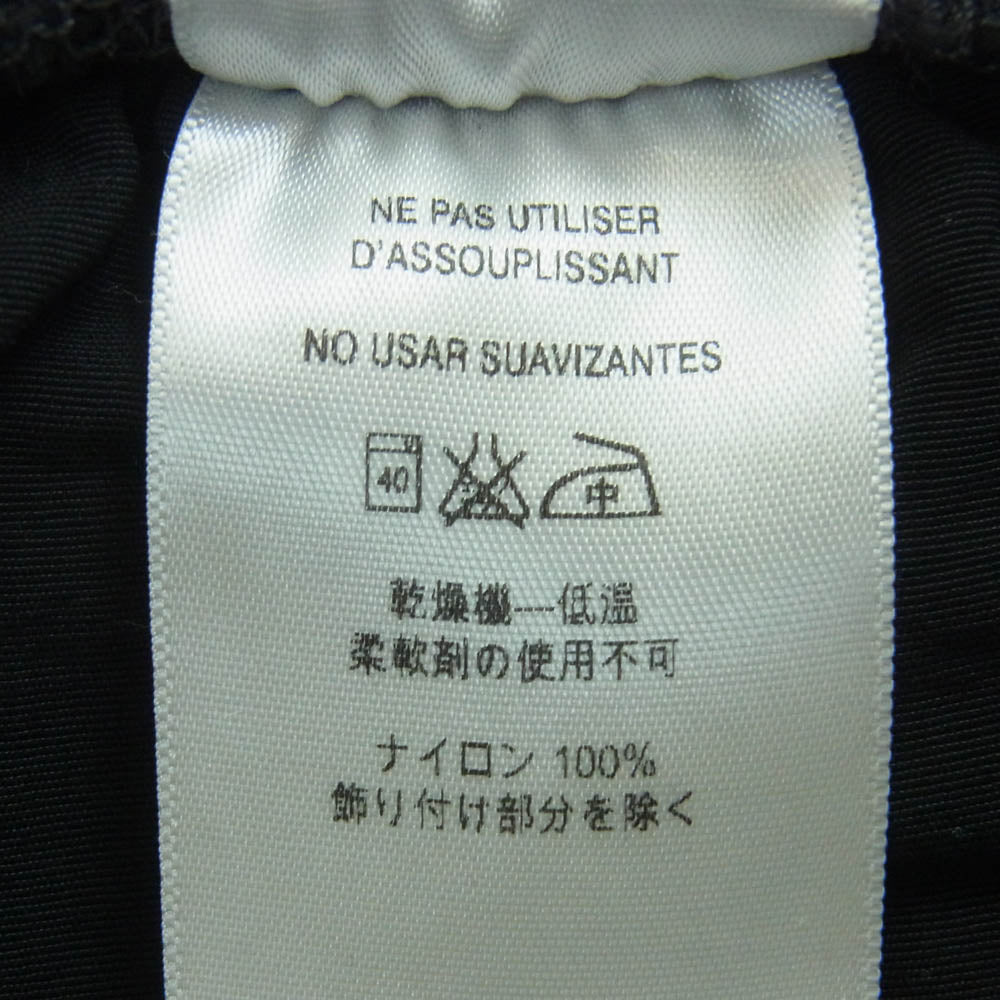 NE PAS UTILISER
D'ASSOUPLISSANT
NO USAR SUAVIZANTES
40 中
乾燥機----低温
柔軟剤の使用不可
ナイロン 100%
飾り付け部分を除く